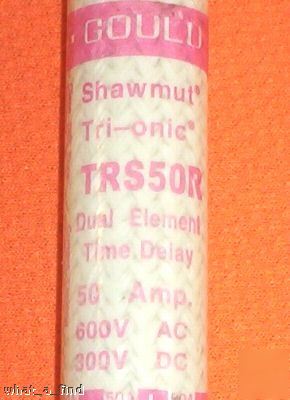 GOULD
Shawmut®
Tri-onic®
TRS50R
Dual Element
Time Delay
50 Amp.
600V AC
300V DC
what_a_find